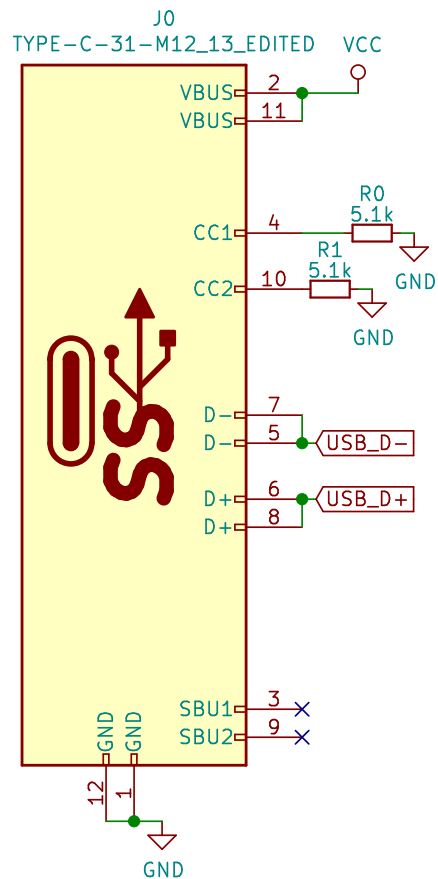 J0
TYPE-C-31-M12_13_EDITED
VCC
VBUS 2
VBUS 11
R0
5.1k
CC1 4
GND
R1
5.1k
CC2 10
GND
D- 7
D- 5 USB_D-
D+ 6 USB_D+
D+ 8
SS
SBU1 3
SBU2 9
GND GND
12 1
GND